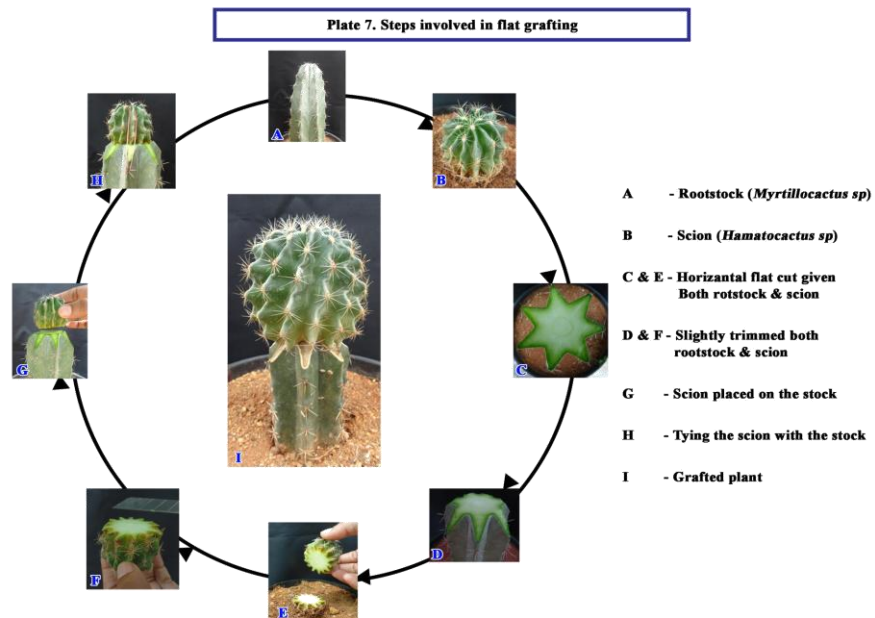 Plate 7. Steps involved in flat grafting
A
B
C
D
E
F
G
H
I
A - Rootstock (Myrtillocactus sp)
B - Scion (Hamatocactus sp)
C & E - Horizantal flat cut given
Both rotstock & scion
D & F - Slightly trimmed both
rootstock & scion
G - Scion placed on the stock
H - Tying the scion with the stock
I - Grafted plant